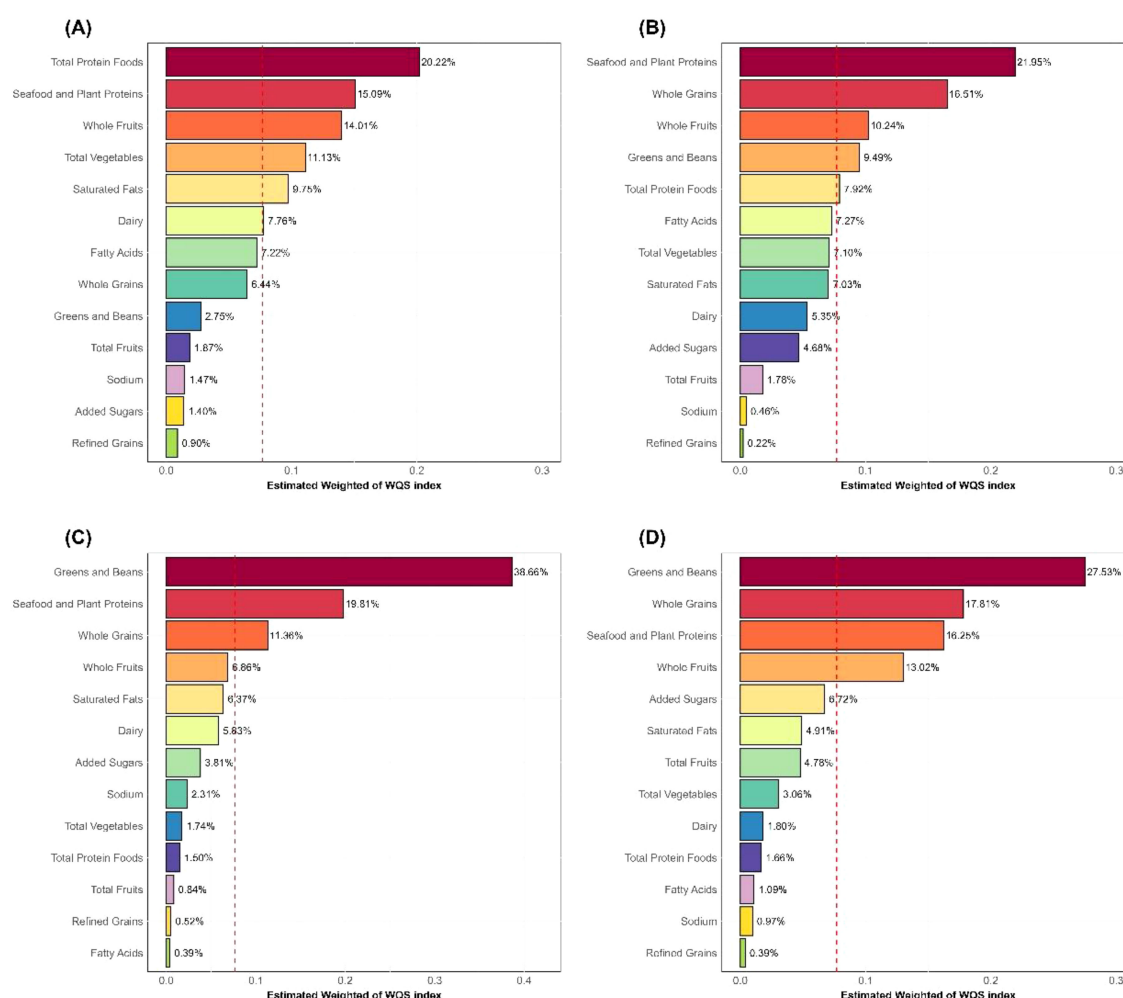 (A)
Total Protein Foods 20.22%
Seafood and Plant Proteins 15.09%
Whole Fruits 14.01%
Total Vegetables 11.13%
Saturated Fats 9.75%
Dairy 7.76%
Fatty Acids 7.22%
Whole Grains 6.44%
Greens and Beans 2.75%
Total Fruits 1.87%
Sodium 1.47%
Added Sugars 1.40%
Refined Grains 0.90%
0.0 0.1 0.2 0.3
Estimated Weighted of WQS index
(B)
Seafood and Plant Proteins 21.95%
Whole Grains 16.51%
Whole Fruits 10.24%
Greens and Beans 9.49%
Total Protein Foods 7.92%
Fatty Acids 7.27%
Total Vegetables 7.10%
Saturated Fats 7.03%
Dairy 5.35%
Added Sugars 4.68%
Total Fruits 1.78%
Sodium 0.46%
Refined Grains 0.22%
0.0 0.1 0.2 0.3
Estimated Weighted of WQS index
(C)
Greens and Beans 38.66%
Seafood and Plant Proteins 19.81%
Whole Grains 11.36%
Whole Fruits 6.86%
Saturated Fats 6.37%
Dairy 5.83%
Added Sugars 3.81%
Sodium 2.31%
Total Vegetables 1.74%
Total Protein Foods 1.50%
Total Fruits 0.84%
Refined Grains 0.52%
Fatty Acids 0.39%
0.0 0.1 0.2 0.3 0.4
Estimated Weighted of WQS index
(D)
Greens and Beans 27.53%
Whole Grains 17.81%
Seafood and Plant Proteins 16.25%
Whole Fruits 13.02%
Added Sugars 6.72%
Saturated Fats 4.91%
Total Fruits 4.78%
Total Vegetables 3.06%
Dairy 1.80%
Total Protein Foods 1.66%
Fatty Acids 1.09%
Sodium 0.97%
Refined Grains 0.39%
0.0 0.1 0.2 0.3
Estimated Weighted of WQS index